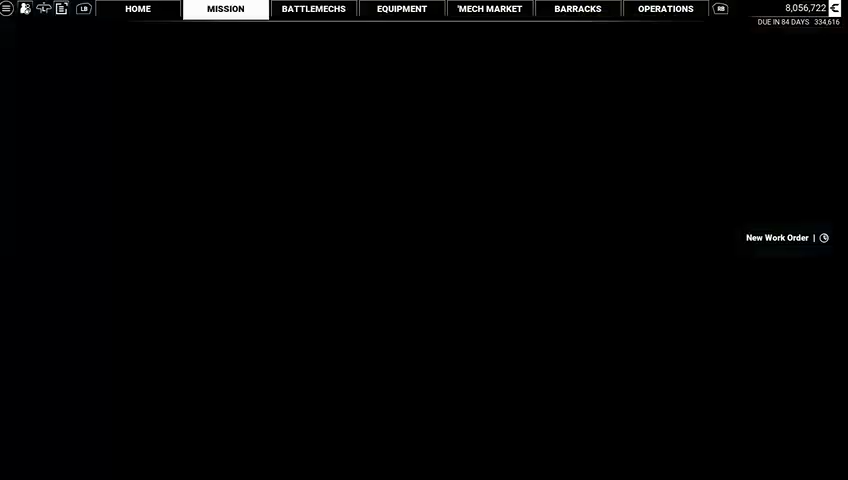 LB HOME MISSION BATTLEMECHS EQUIPMENT 'MECH MARKET BARRACKS OPERATIONS RB 8,056,722
DUE IN 84 DAYS 334,616
New Work Order |